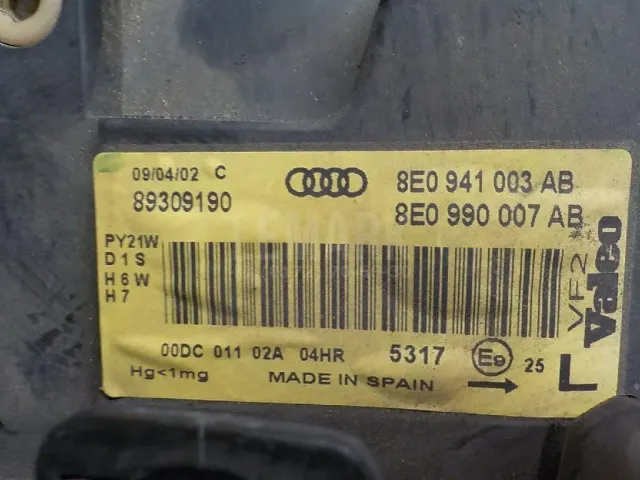 09/04/02 C
89309190
8E0 941 003 AB
8E0 990 007 AB
PY21W
D1S
H6W
H7
00DC 011 02A 04HR 5317 E9 25
Hg<1mg MADE IN SPAIN
L
VF2
Valeo